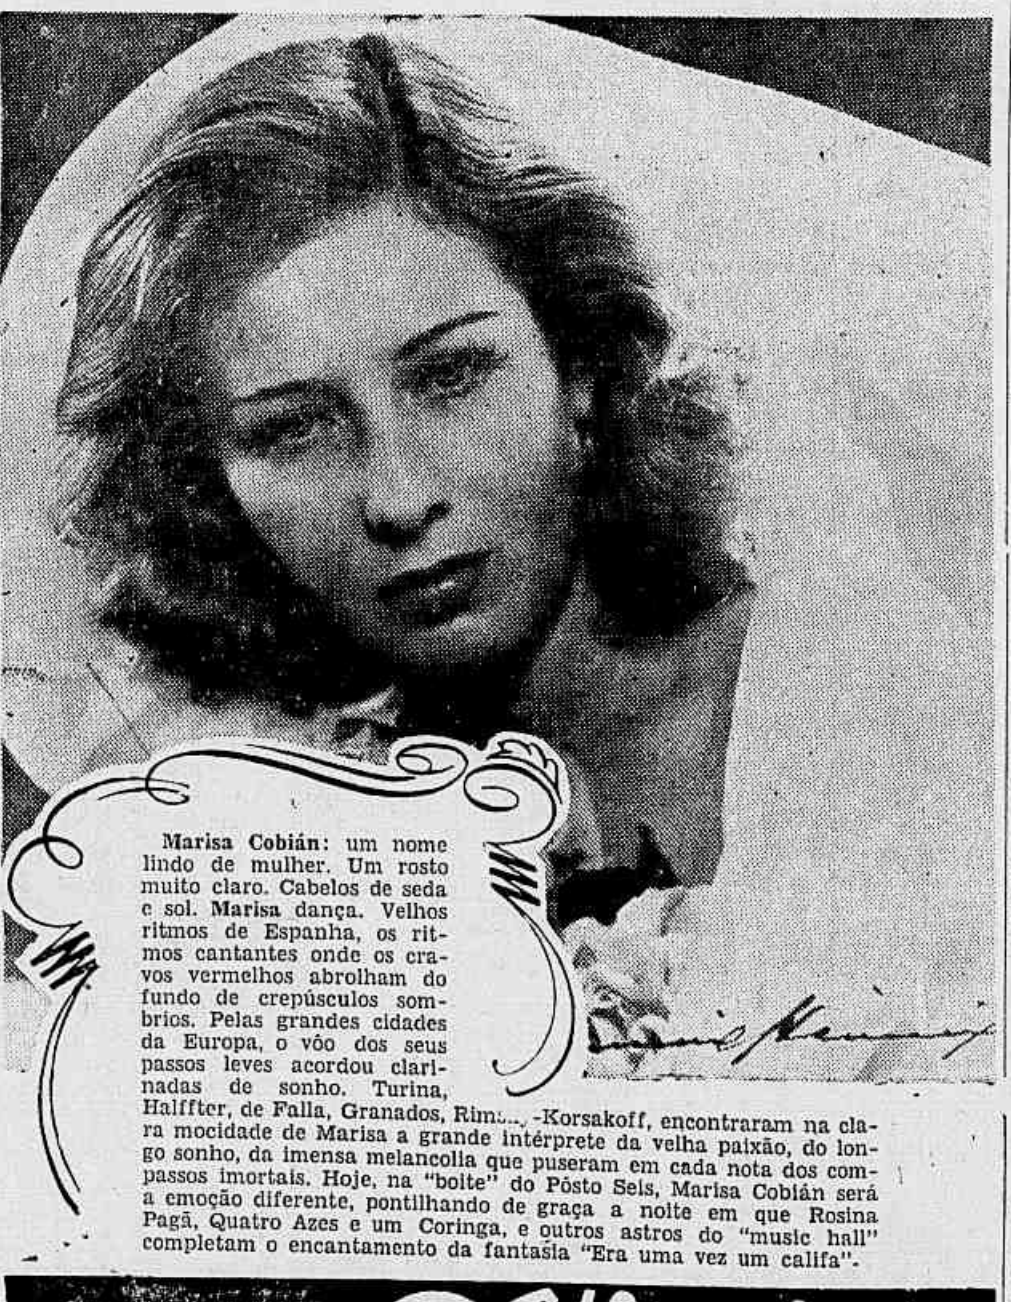 Marisa Cobián: um nome
lindo de mulher. Um rosto
muito claro. Cabelos de seda
e sol. Marisa dança. Velhos
ritmos de Espanha, os rit-
mos cantantes onde os cra-
vos vermelhos abrolham do
fundo de crepúsculos som-
brios. Pelas grandes cidades
da Europa, o vôo dos seus
passos leves acordou clari-
nadas de sonho. Turina,
Halffter, de Falla, Granados, -Korsakoff, encontraram na cla-
ra mocidade de Marisa a grande intérprete da velha paixão, do lon-
go sonho, da imensa melancolia que puseram em cada nota dos com-
passos imortais. Hoje, na "boite" do Pôsto Seis, Marisa Cobián será
a emoção diferente, pontilhando de graça a noite em que Rosina
Pagã, Quatro Azes e um Coringa, e outros astros do "music hall"
completam o encantamento da fantasia "Era uma vez um califa".